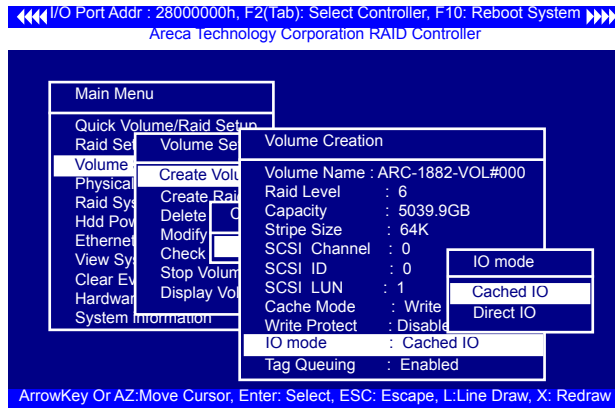 I/O Port Addr : 28000000h, F2(Tab): Select Controller, F10: Reboot System
Areca Technology Corporation RAID Controller
Main Menu
Quick Volume/Raid Setup
Raid Set
Volume
Physical
Raid Sys
Hdd Pow
Ethernet
View Sys
Clear Ev
Hardwar
System Information
Volume Se
Create Volu
Create Rai
Delete
Modify
Check
Stop Volum
Display Vol
C
Volume Creation
Volume Name : ARC-1882-VOL#000
Raid Level : 6
Capacity : 5039.9GB
Stripe Size : 64K
SCSI Channel : 0
SCSI ID : 0
SCSI LUN : 1
Cache Mode : Write
Write Protect : Disable
IO mode : Cached IO
Tag Queuing : Enabled
IO mode
Cached IO
Direct IO
ArrowKey Or AZ:Move Cursor, Enter: Select, ESC: Escape, L:Line Draw, X: Redraw